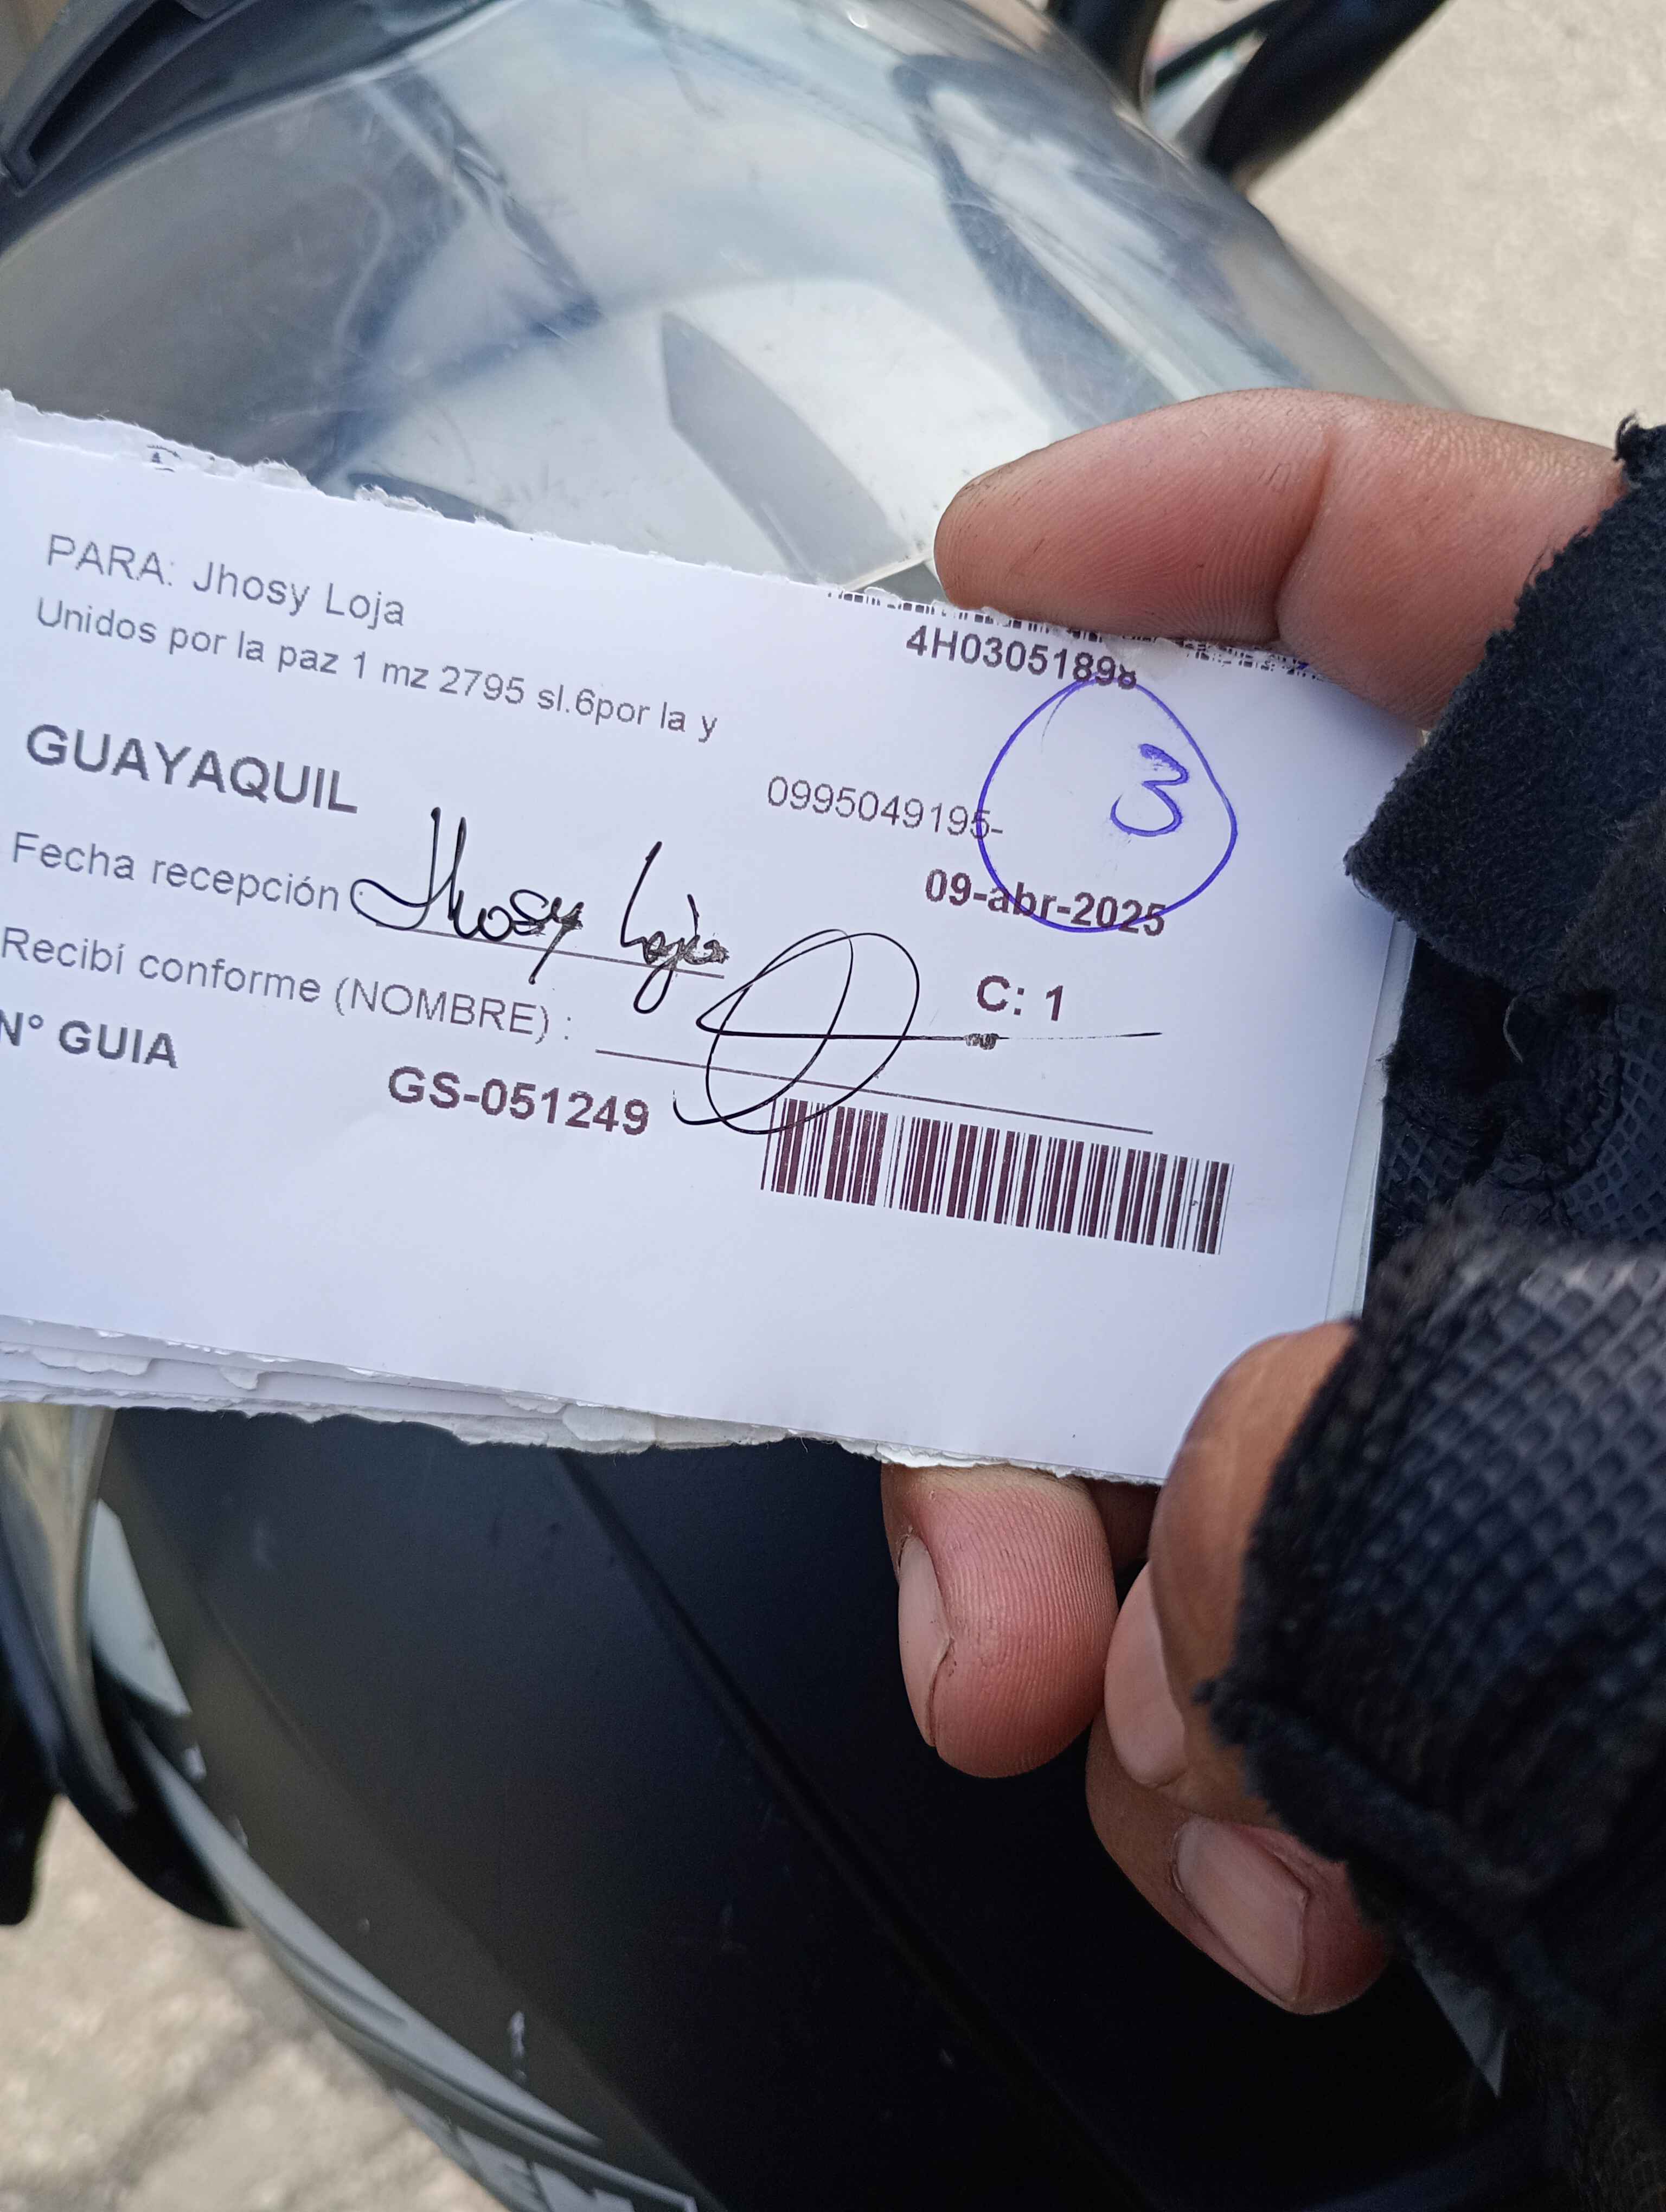 PARA: Jhosy Loja
4H03051898
Unidos por la paz 1 mz 2795 sl.6por la y
3
GUAYAQUIL
0995049195-
09-abr-2025
Fecha recepción Jhosy Loja
C: 1
Recibí conforme (NOMBRE) :
N° GUIA
GS-051249